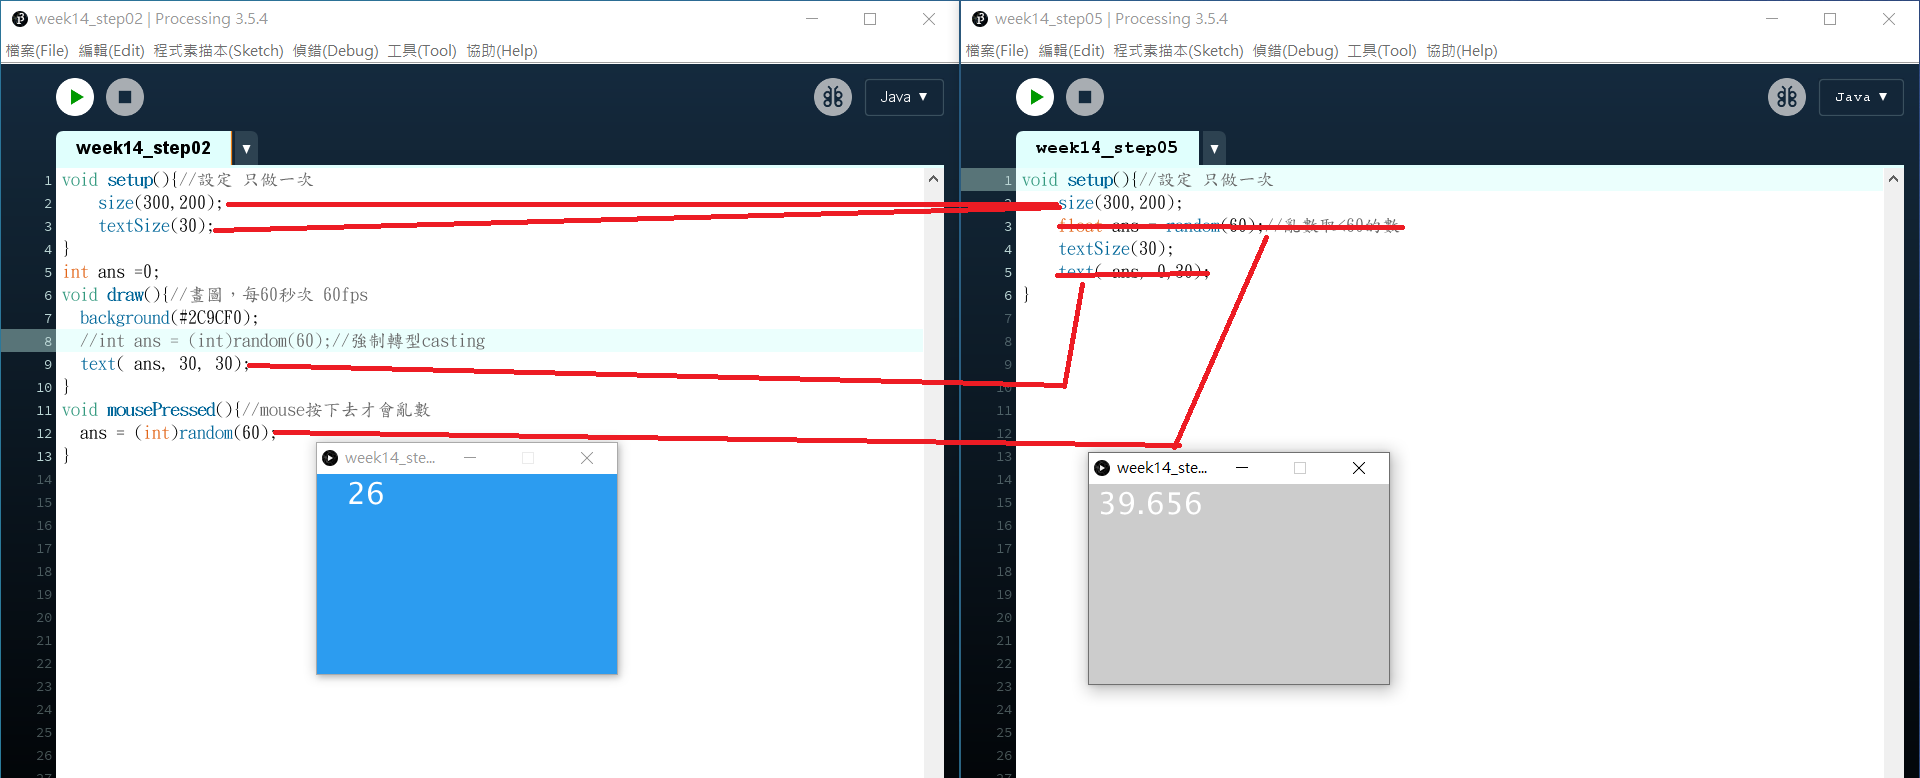 week14_step02 | Processing 3.5.4
檔案(File) 編輯(Edit) 程式素描本(Sketch) 偵錯(Debug) 工具(Tool) 協助(Help)
Java ▼
week14_step02 ▼
1 void setup(){//設定 只做一次
2 size(300,200);
3 textSize(30);
4 }
5 int ans =0;
6 void draw(){//畫圖，每60秒次 60fps
7 background(#2C9CF0);
8 //int ans = (int)random(60);//強制轉型casting
9 text( ans, 30, 30);
10 }
11 void mousePressed(){//mouse按下去才會亂數
12 ans = (int)random(60);
13 }
14
15
16
17
18
19
20
21
22
23
24
25
26
week14_ste...
26
week14_step05 | Processing 3.5.4
檔案(File) 編輯(Edit) 程式素描本(Sketch) 偵錯(Debug) 工具(Tool) 協助(Help)
Java ▼
week14_step05 ▼
1 void setup(){//設定 只做一次
2 size(300,200);
3 float ans = random(60);//亂數取<60的數
4 textSize(30);
5 text( ans, 0,30);
6 }
7
8
9
10
11
12
13
14
15
16
17
18
19
20
21
22
23
24
25
26
27
week14_ste...
39.656